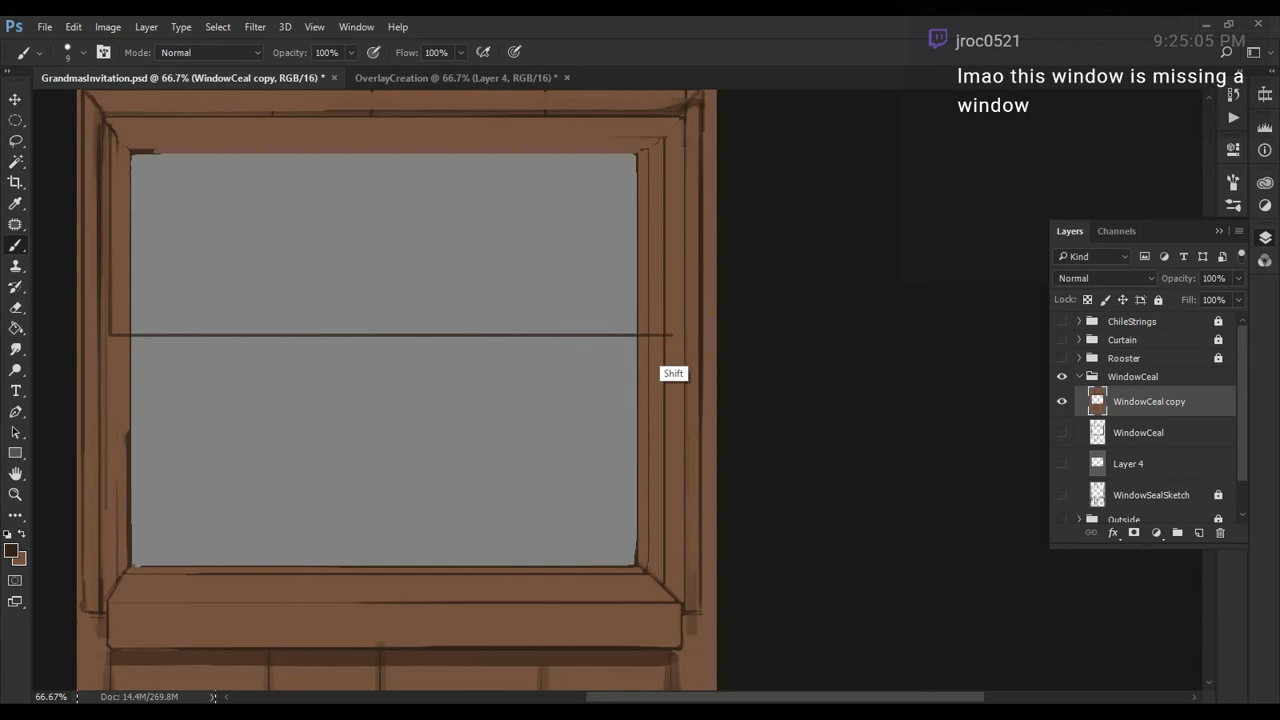 Ps File Edit Image Layer Type Select Filter 3D View Window Help
jroc0521 9:25:05 PM
lmao this window is missing a
window
9 Mode: Normal Opacity: 100% Flow: 100%
GrandmasInvitation.psd @ 66.7% (WindowCeal copy, RGB/16) * × OverlayCreation @ 66.7% (Layer 4, RGB/16) * ×
Layers Channels
Kind
Normal Opacity: 100%
Lock: Fill: 100%
ChileStrings
Curtain
Rooster
WindowCeal
WindowCeal copy
WindowCeal
Layer 4
WindowSealSketch
Outside
fx
Shift
66.67% Doc: 14.4M/269.8M